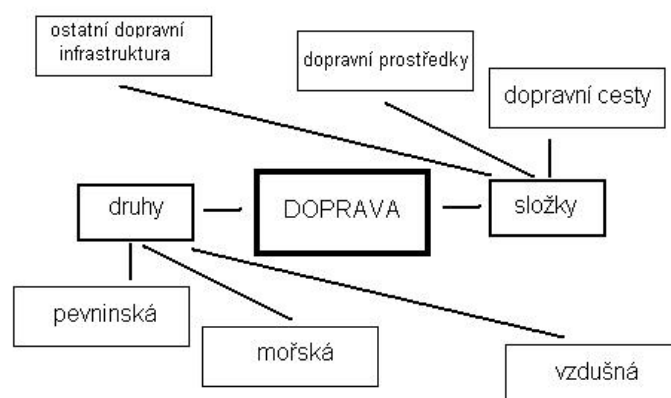 ostatní dopravní
infrastruktura
dopravní prostředky
dopravní cesty
druhy
DOPRAVA
složky
pevninská
mořská
vzdušná